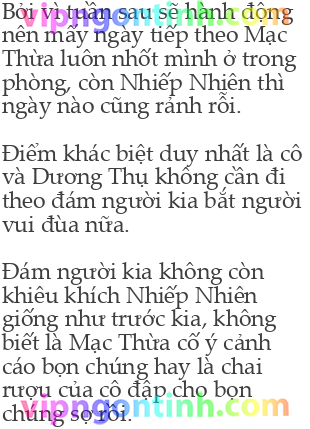 Bởi vì tuần sau sẽ hành động
nên mấy ngày tiếp theo Mạc
Thừa luôn nhốt mình ở trong
phòng, còn Nhiếp Nhiên thì
ngày nào cũng rảnh rỗi.

Điểm khác biệt duy nhất là cô
và Dương Thụ không cần đi
theo đám người kia bắt người
vui đùa nữa.

Đám người kia không còn
khiêu khích Nhiếp Nhiên
giống như trước kia, không
biết là Mạc Thừa cố ý cảnh
cáo bọn chúng hay là chai
rượu của cô đập cho bọn
chúng sợ rồi.
vipngontinh.com
vipngontinh.com